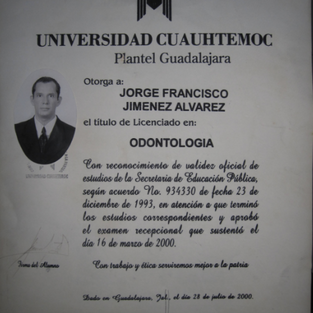 UNIVERSIDAD CUAUHTEMOC
Plantel Guadalajara
Otorga a:
JORGE FRANCISCO
JIMENEZ ALVAREZ
el título de Licenciado en:
ODONTOLOGIA
Con reconocimiento de validez oficial de
estudios de la Secretaría de Educación Pública,
según acuerdo No. 934330 de fecha 23 de
diciembre de 1993, en atención a que terminó
los estudios correspondientes y aprobó
el examen recepcional que sustentó el
día 16 de marzo de 2000.
Firma del Alumno
Con trabajo y ética serviremos mejor a la patria
Dado en Guadalajara, Jal., el día 28 de julio de 2000.